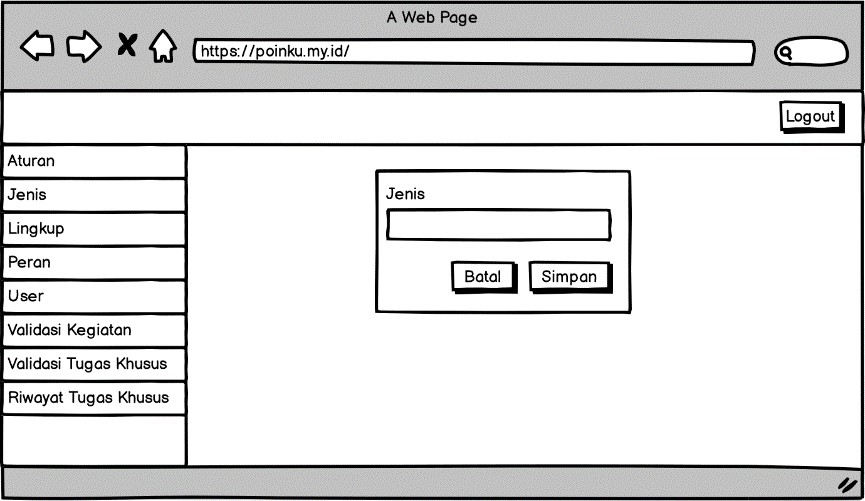 A Web Page
https://poinku.my.id/
Logout
Aturan
Jenis
Lingkup
Peran
User
Validasi Kegiatan
Validasi Tugas Khusus
Riwayat Tugas Khusus
Jenis
Batal
Simpan